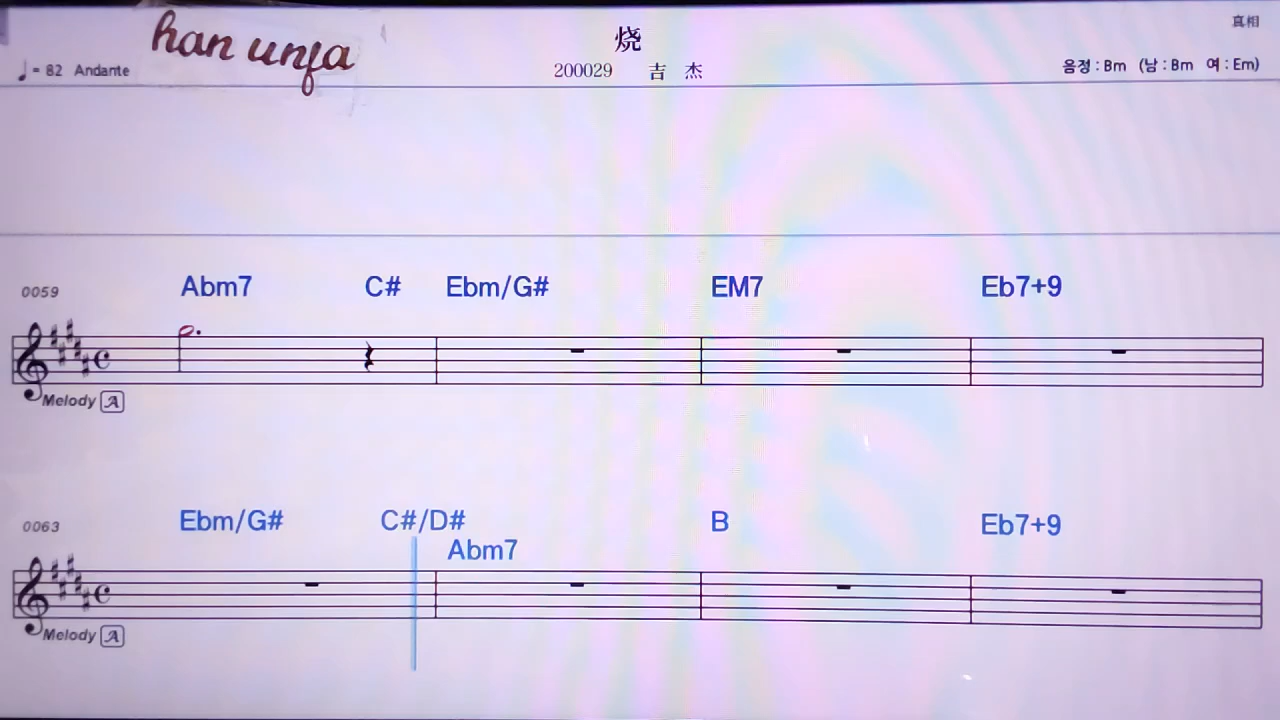 han unfa
烧
真相
♩= 82 Andante
200029 吉 杰
음정 : Bm (남 : Bm 여 : Em)
0059
Abm7 C# Ebm/G# EM7 Eb7+9
Melody A
0063
Ebm/G# C#/D# B Eb7+9
Abm7
Melody A